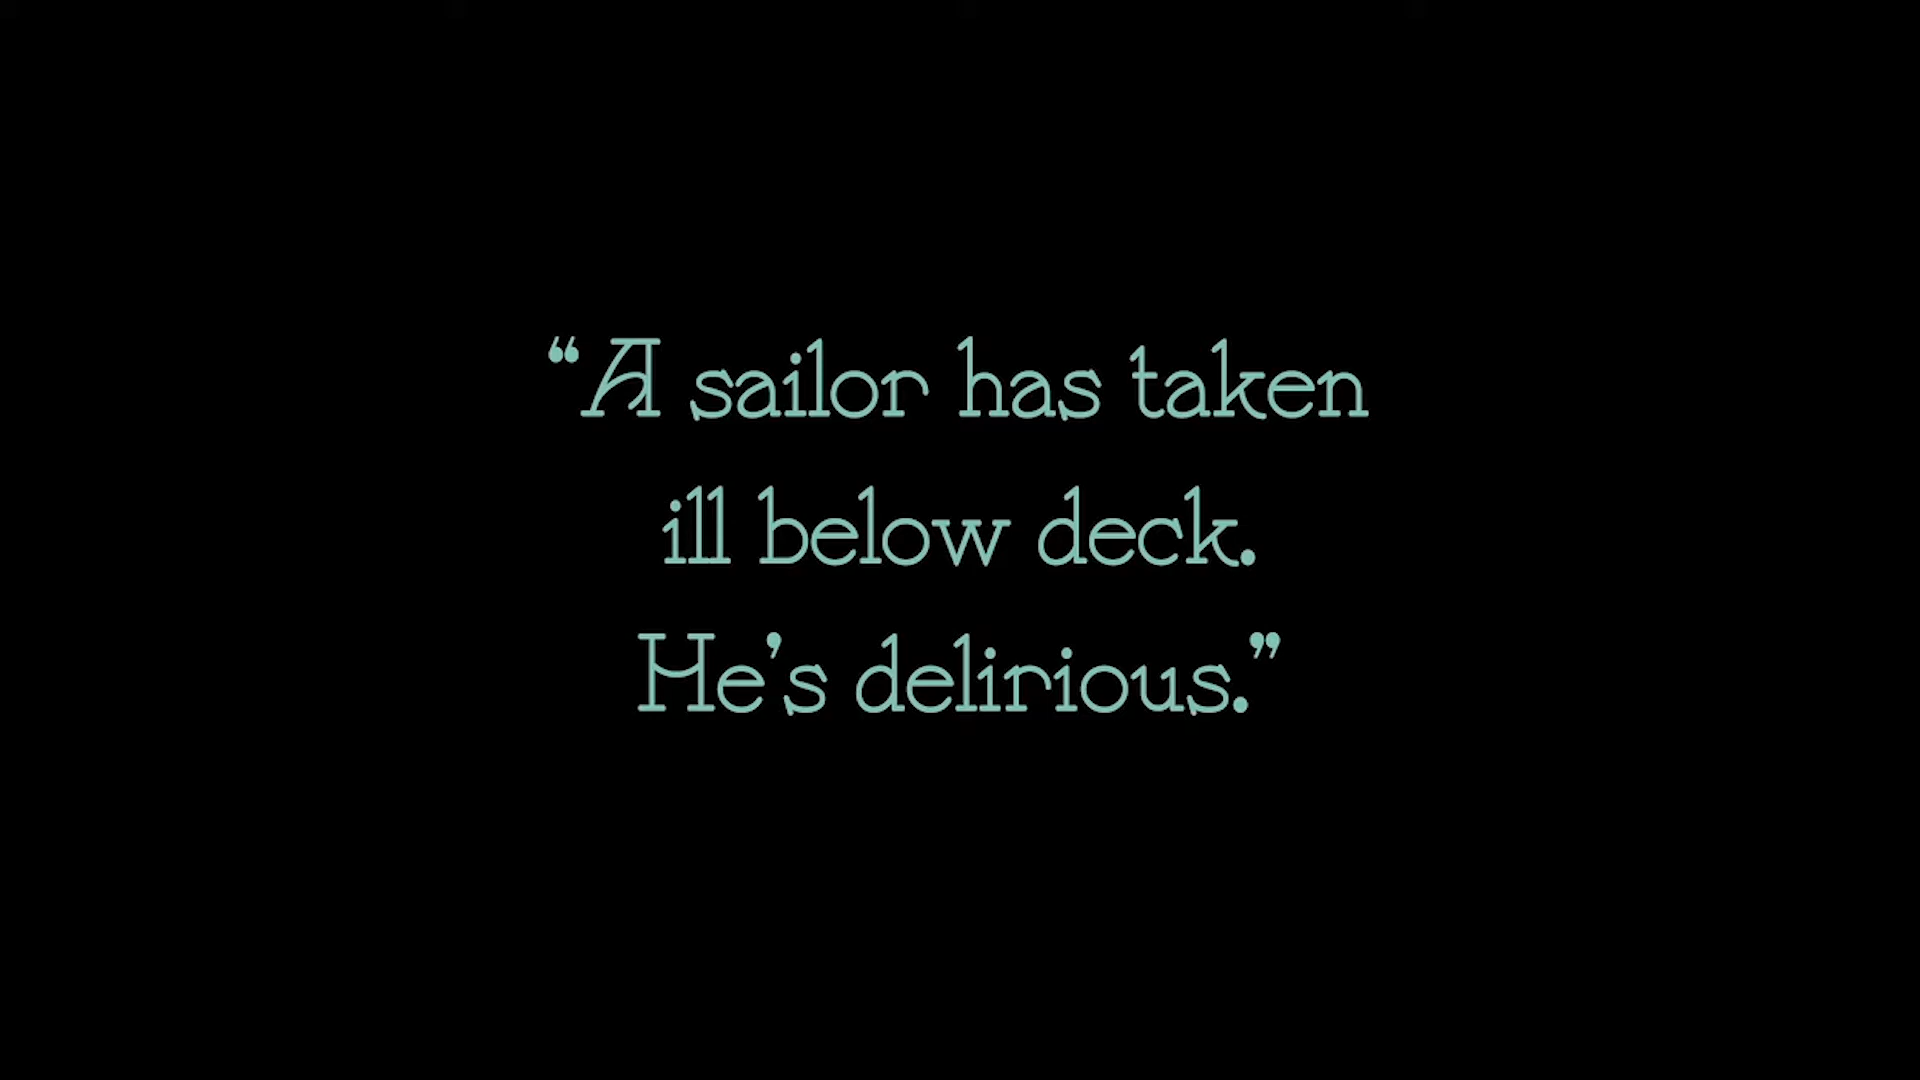 “A sailor has taken
ill below deck.
He’s delirious.”